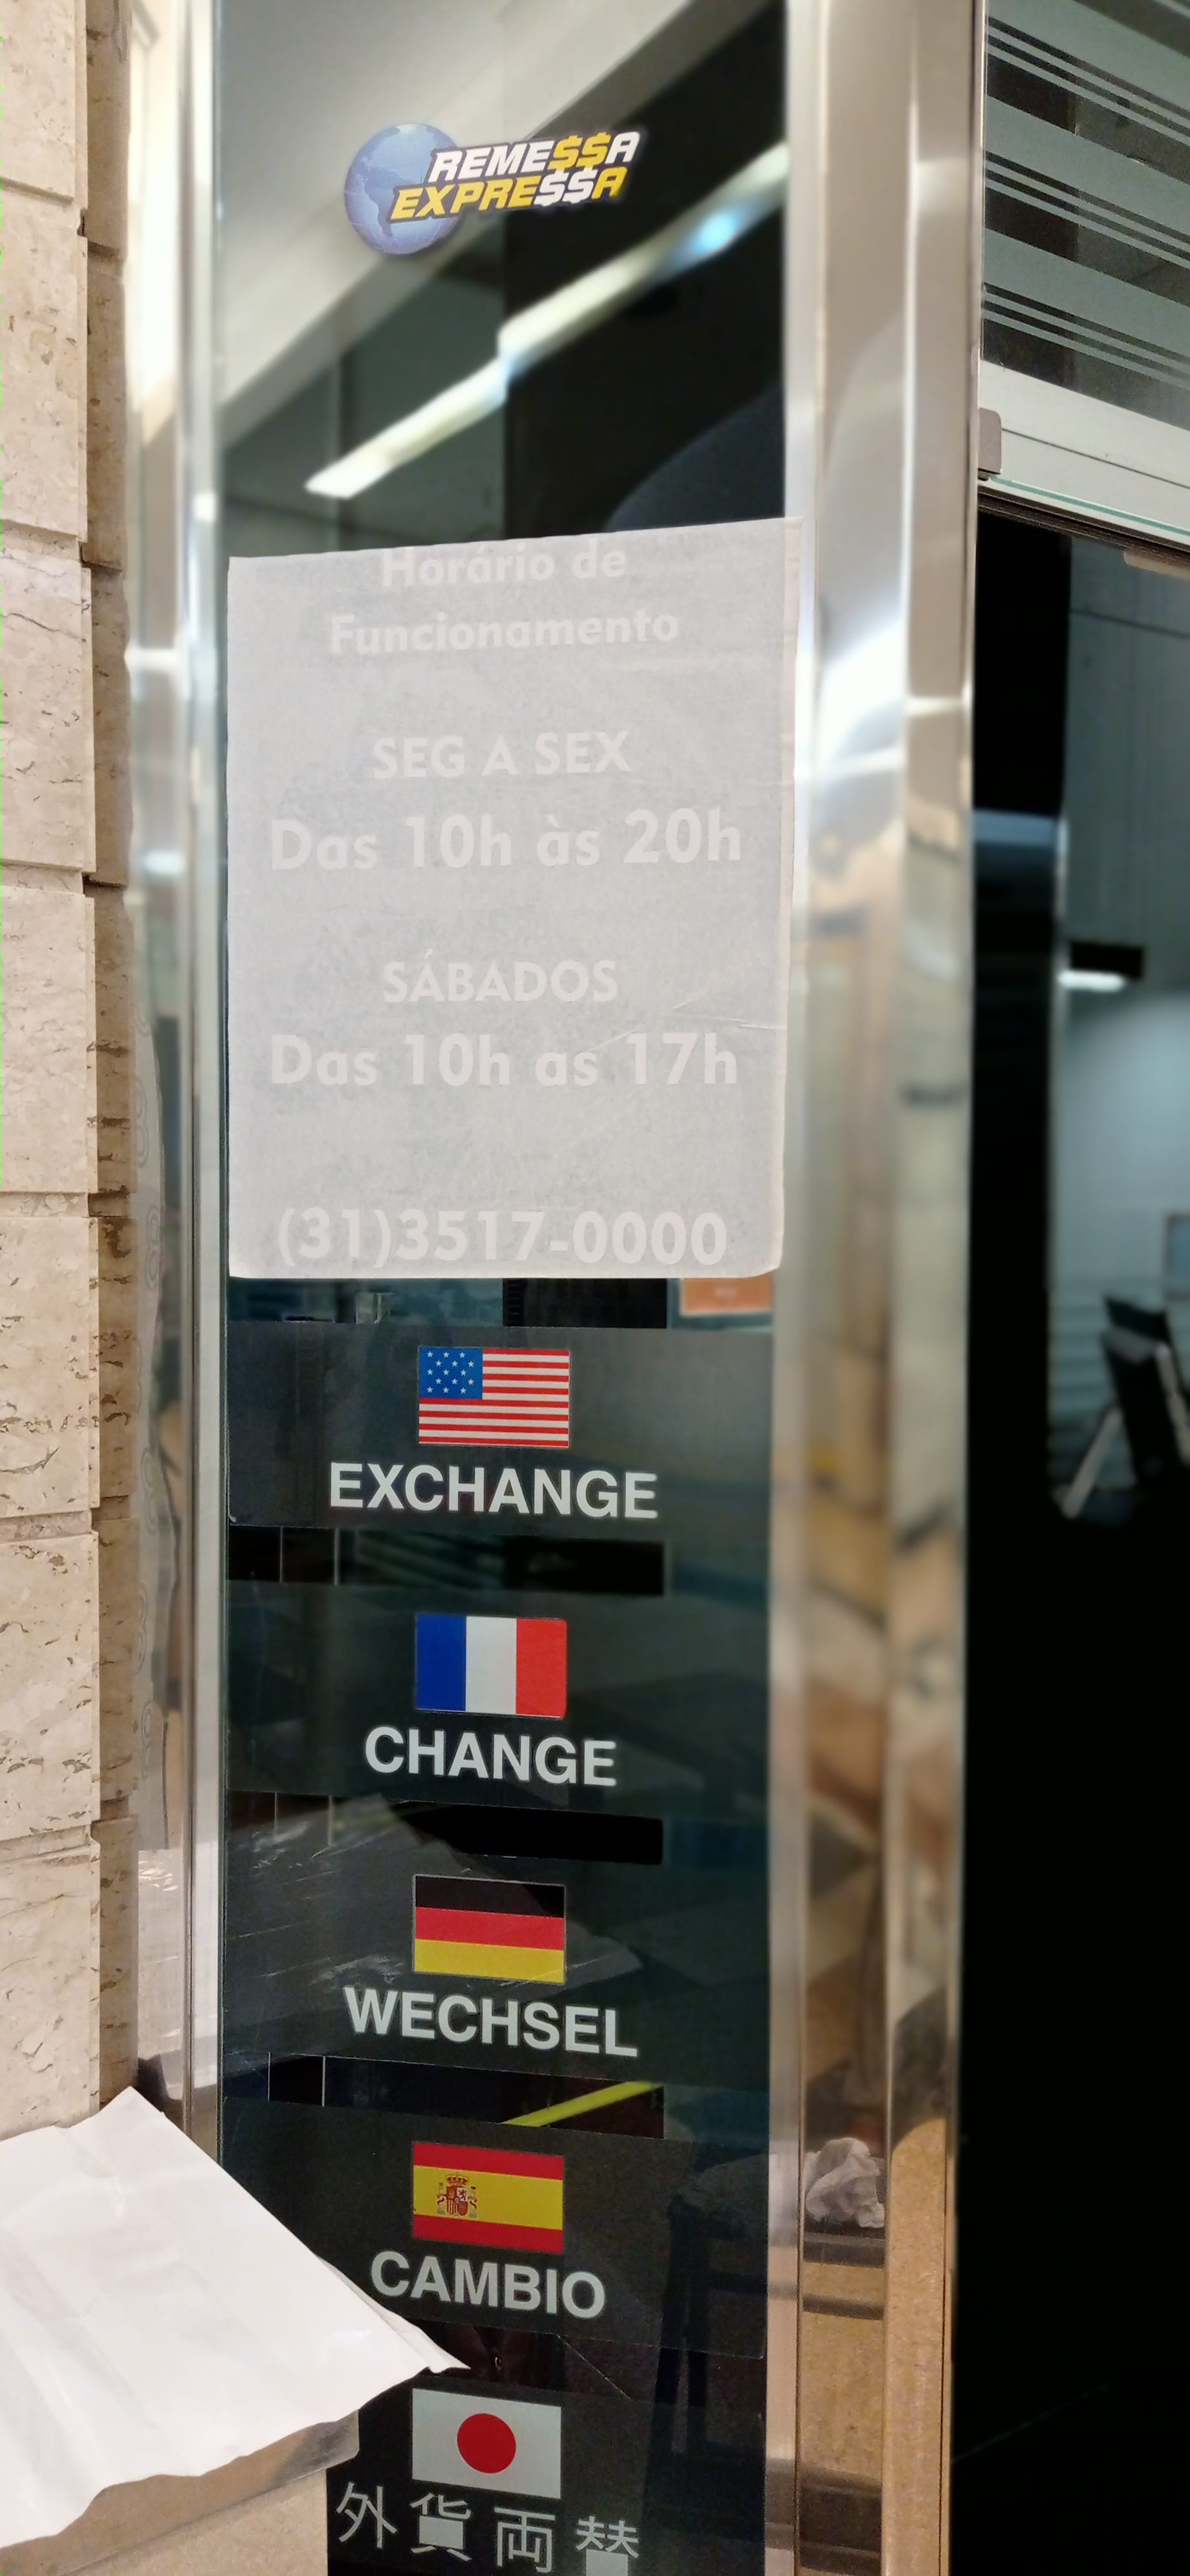 REME$$A
EXPRE$$A
Horário de
Funcionamento
SEG A SEX
Das 10h às 20h
SÁBADOS
Das 10h as 17h
(31)3517-0000
EXCHANGE
CHANGE
WECHSEL
CAMBIO
外貨両替